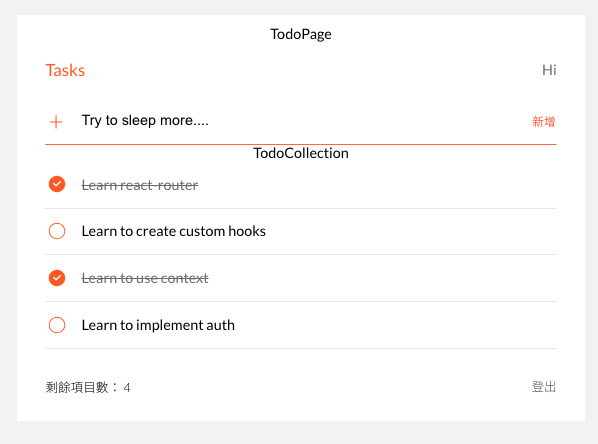 TodoPage
Tasks Hi
Try to sleep more.... 新增
TodoCollection
Learn react-router
Learn to create custom hooks
Learn to use context
Learn to implement auth
剩餘項目數： 4 登出